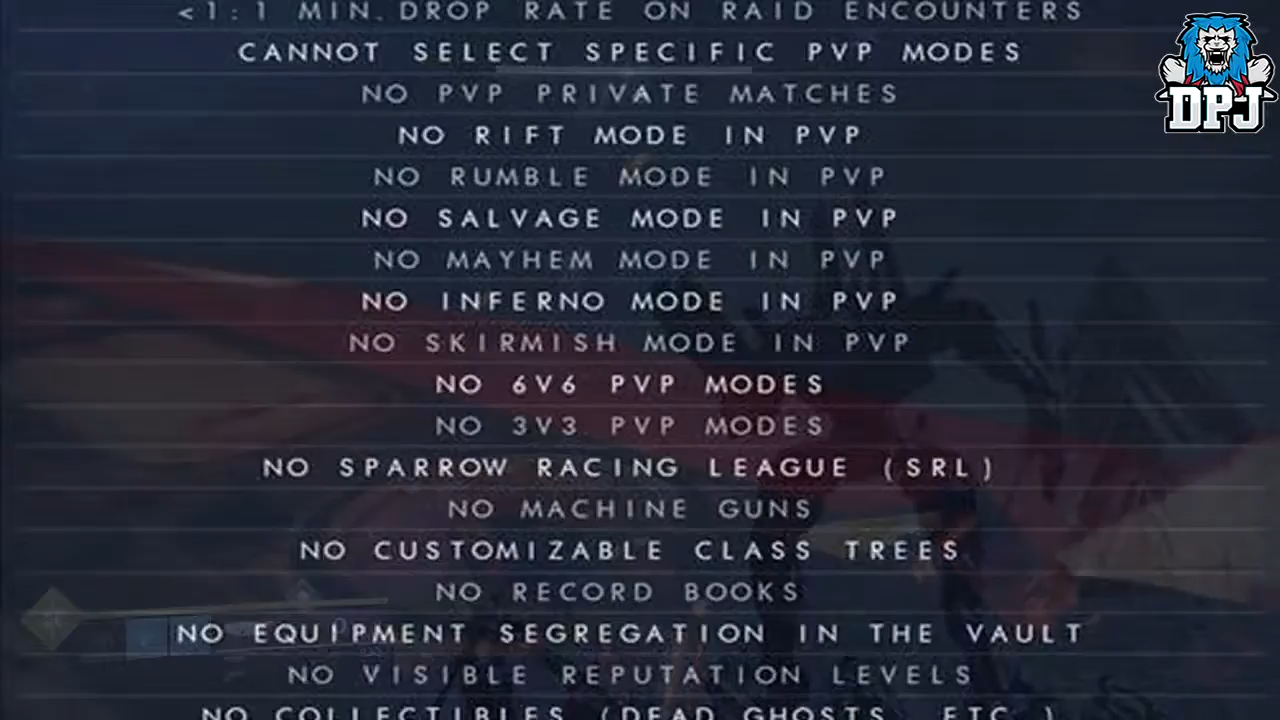 <1:1 MIN. DROP RATE ON RAID ENCOUNTERS
CANNOT SELECT SPECIFIC PVP MODES
NO PVP PRIVATE MATCHES
NO RIFT MODE IN PVP
NO RUMBLE MODE IN PVP
NO SALVAGE MODE IN PVP
NO MAYHEM MODE IN PVP
NO INFERNO MODE IN PVP
NO SKIRMISH MODE IN PVP
NO 6V6 PVP MODES
NO 3V3 PVP MODES
NO SPARROW RACING LEAGUE (SRL)
NO MACHINE GUNS
NO CUSTOMIZABLE CLASS TREES
NO RECORD BOOKS
NO EQUIPMENT SEGREGATION IN THE VAULT
NO VISIBLE REPUTATION LEVELS
NO COLLECTIBLES (DEAD GHOSTS, ETC.)
DPJ